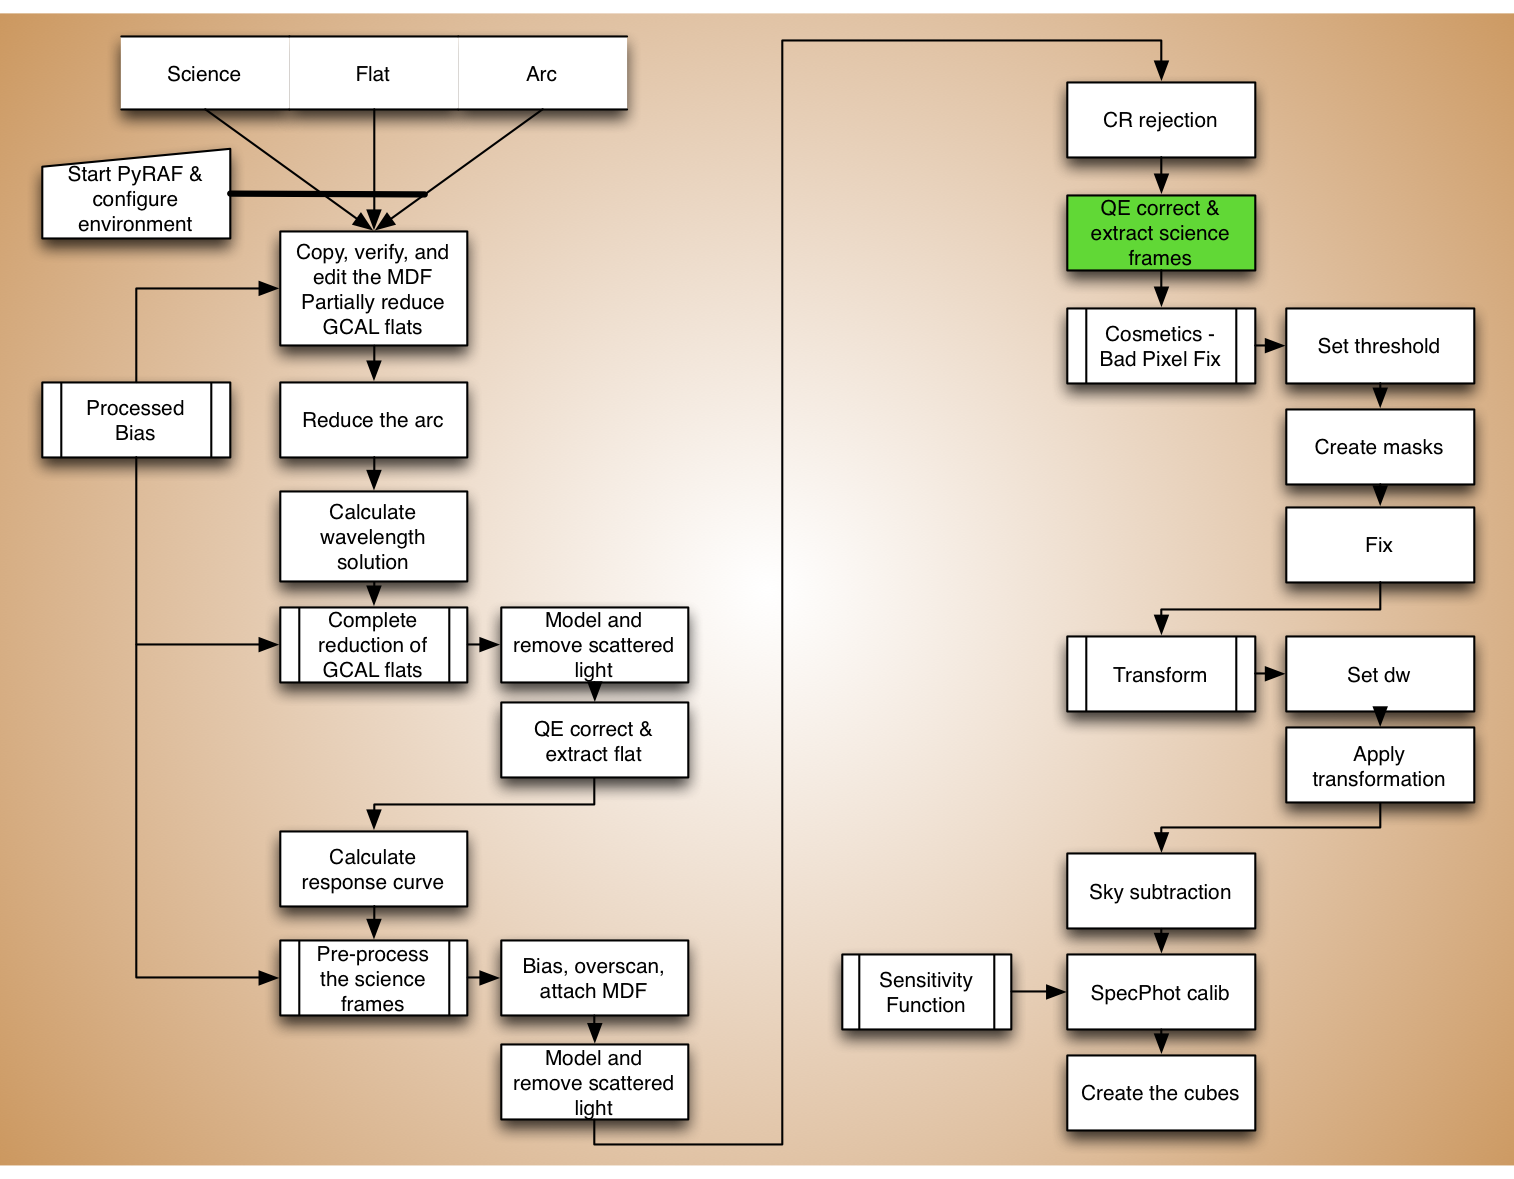 Science
Flat
Arc
Start PyRAF &
configure
environment
Copy, verify, and
edit the MDF
Partially reduce
GCAL flats
Processed
Bias
Reduce the arc
Calculate
wavelength
solution
Complete
reduction of
GCAL flats
Model and
remove scattered
light
QE correct &
extract flat
Calculate
response curve
Pre-process
the science
frames
Bias, overscan,
attach MDF
Model and
remove scattered
light
CR rejection
QE correct &
extract science
frames
Cosmetics -
Bad Pixel Fix
Set threshold
Create masks
Fix
Transform
Set dw
Apply
transformation
Sky subtraction
Sensitivity
Function
SpecPhot calib
Create the cubes